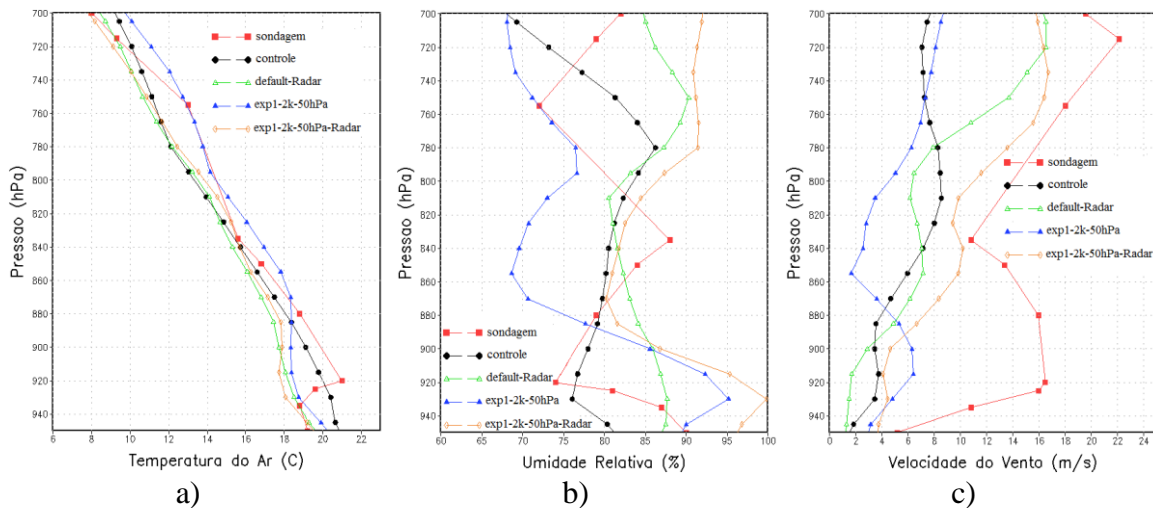 700
720
740
760
780
800
820
840
860
880
900
920
940
Pressao (hPa)
6 8 10 12 14 16 18 20 22
Temperatura do Ar (C)
sondagem
controle
default-Radar
exp1-2k-50hPa
exp1-2k-50hPa-Radar
a)
700
720
740
760
780
800
820
840
860
880
900
920
940
Pressao (hPa)
60 65 70 75 80 85 90 95 100
Umidade Relativa (%)
sondagem
controle
default-Radar
exp1-2k-50hPa
exp1-2k-50hPa-Radar
b)
700
720
740
760
780
800
820
840
860
880
900
920
940
Pressao (hPa)
0 2 4 6 8 10 12 14 16 18 20 22 24
Velocidade do Vento (m/s)
sondagem
controle
default-Radar
exp1-2k-50hPa
exp1-2k-50hPa-Radar
c)